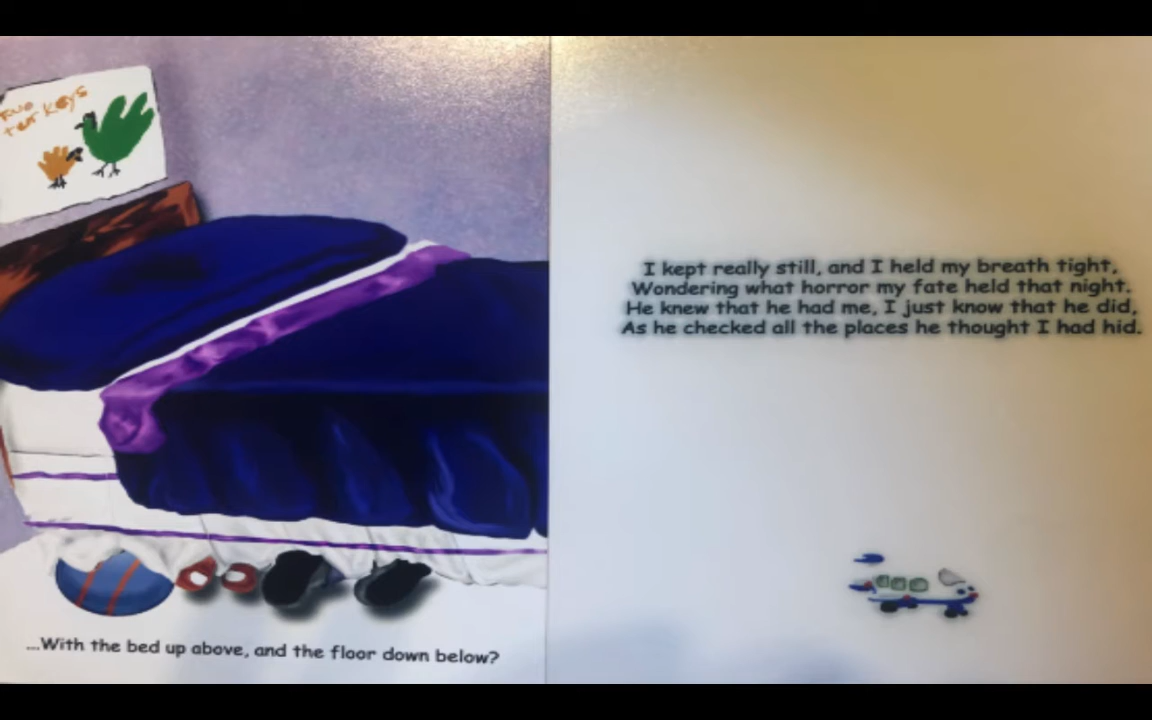 Two
turkeys
...With the bed up above, and the floor down below?
I kept really still, and I held my breath tight,
Wondering what horror my fate held that night.
He knew that he had me, I just know that he did,
As he checked all the places he thought I had hid.